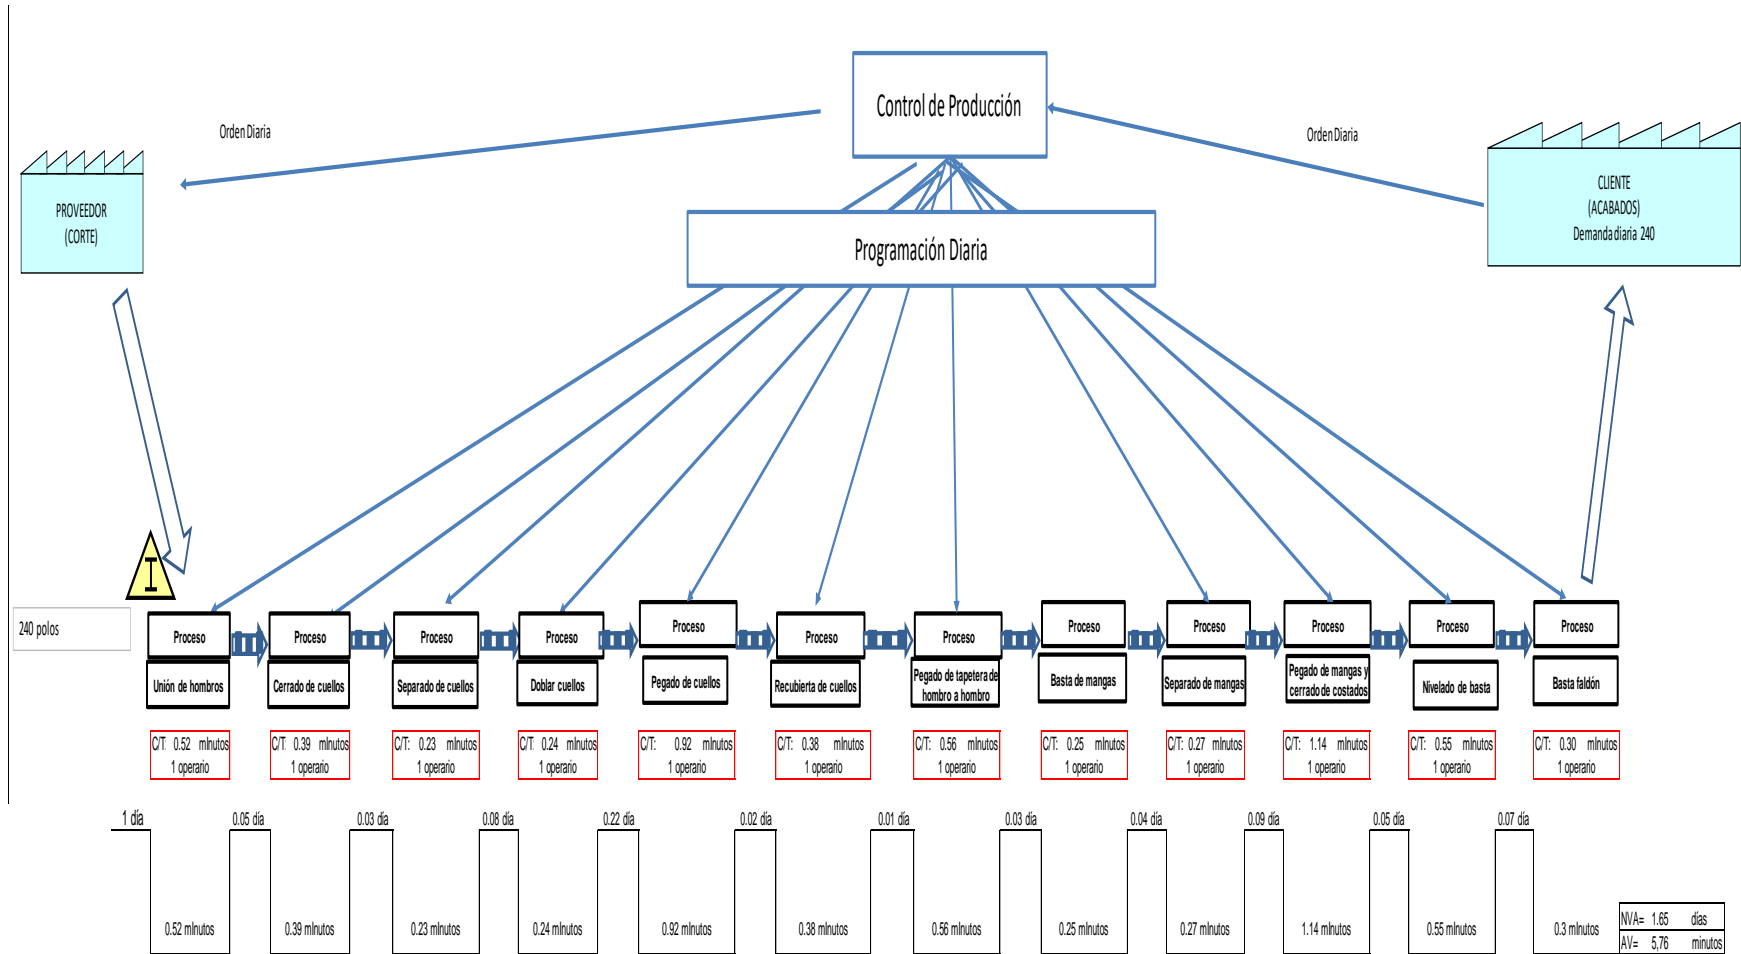 Control de Producción
Orden Diaria
Orden Diaria
PROVEEDOR
(CORTE)
CLIENTE
(ACABADOS)
Demanda diaria 240
Programación Diaria
I
240 polos
Proceso
Proceso
Proceso
Proceso
Proceso
Proceso
Proceso
Proceso
Proceso
Proceso
Proceso
Proceso
Unión de hombros
Cerrado de cuellos
Separado de cuellos
Doblar cuellos
Pegado de cuellos
Recubierta de cuellos
Pegado de tapetera de
hombro a hombro
Basta de mangas
Separado de mangas
Pegado de mangas y
cerrado de costados
Nivelado de basta
Basta faldón
C/T: 0.52 mInutos
1 operario
C/T: 0.39 mInutos
1 operario
C/T: 0.23 mInutos
1 operario
C/T: 0.24 mInutos
1 operario
C/T: 0.92 mInutos
1 operario
C/T: 0.38 mInutos
1 operario
C/T: 0.56 mInutos
1 operario
C/T: 0.25 mInutos
1 operario
C/T: 0.27 mInutos
1 operario
C/T: 1.14 mInutos
1 operario
C/T: 0.55 mInutos
1 operario
C/T: 0.30 mInutos
1 operario
1 día
0.05 día
0.03 día
0.08 día
0.22 día
0.02 día
0.01 día
0.03 día
0.04 día
0.09 día
0.05 día
0.07 día
0.52 mInutos
0.39 mInutos
0.23 mInutos
0.24 mInutos
0.92 mInutos
0.38 mInutos
0.56 mInutos
0.25 mInutos
0.27 mInutos
1.14 mInutos
0.55 mInutos
0.3 mInutos
NVA= 1.65 días
AV= 5,76 minutos